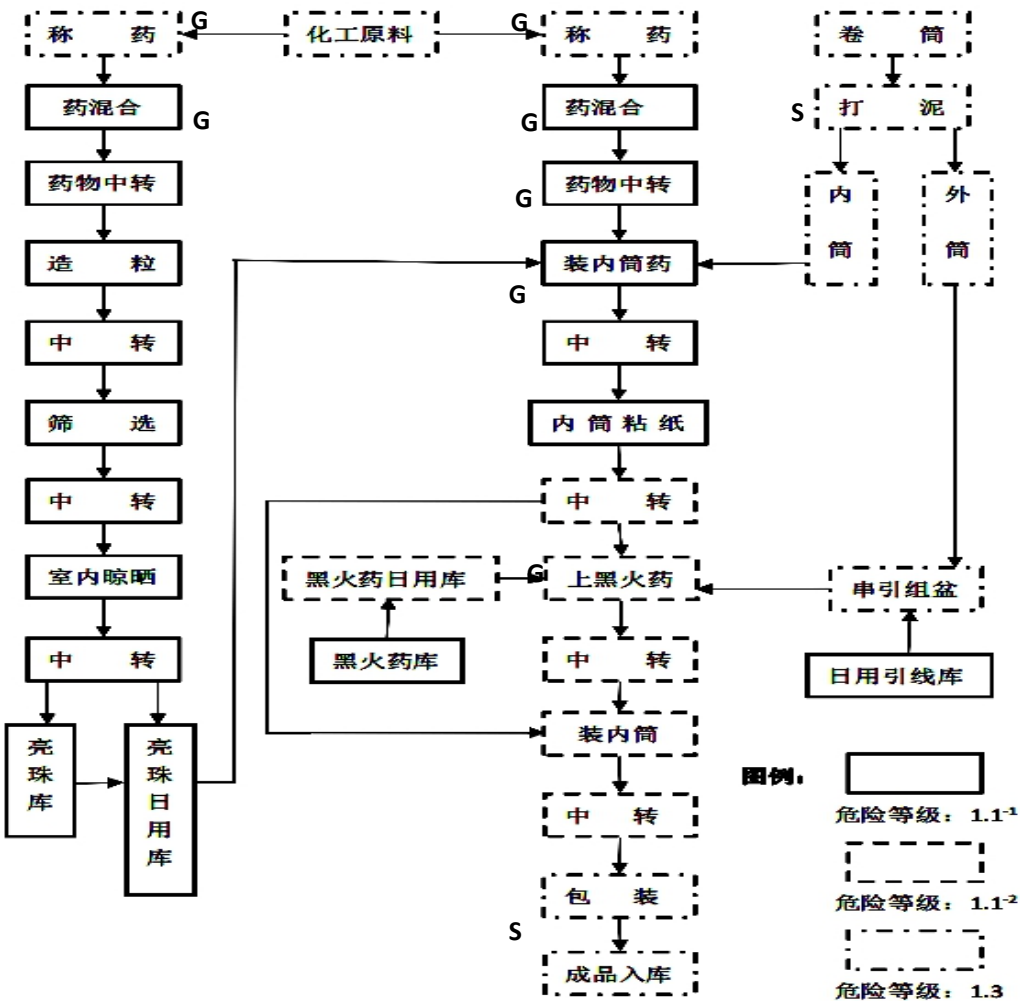 称 药
G
化工原料
G
称 药
卷 筒
药混合
G
药混合
G
S
打 泥
药物中转
药物中转
G
内筒
外筒
造 粒
装内筒药
G
中 转
中 转
筛 选
内筒粘纸
中 转
中 转
室内晾晒
黑火药日用库
G
上黑火药
串引组盆
中 转
黑火药库
中 转
日用引线库
亮珠库
亮珠日用库
装内筒
图例：
危险等级：1.1-1
中 转
危险等级：1.1-2
包 装
S
成品入库
危险等级：1.3